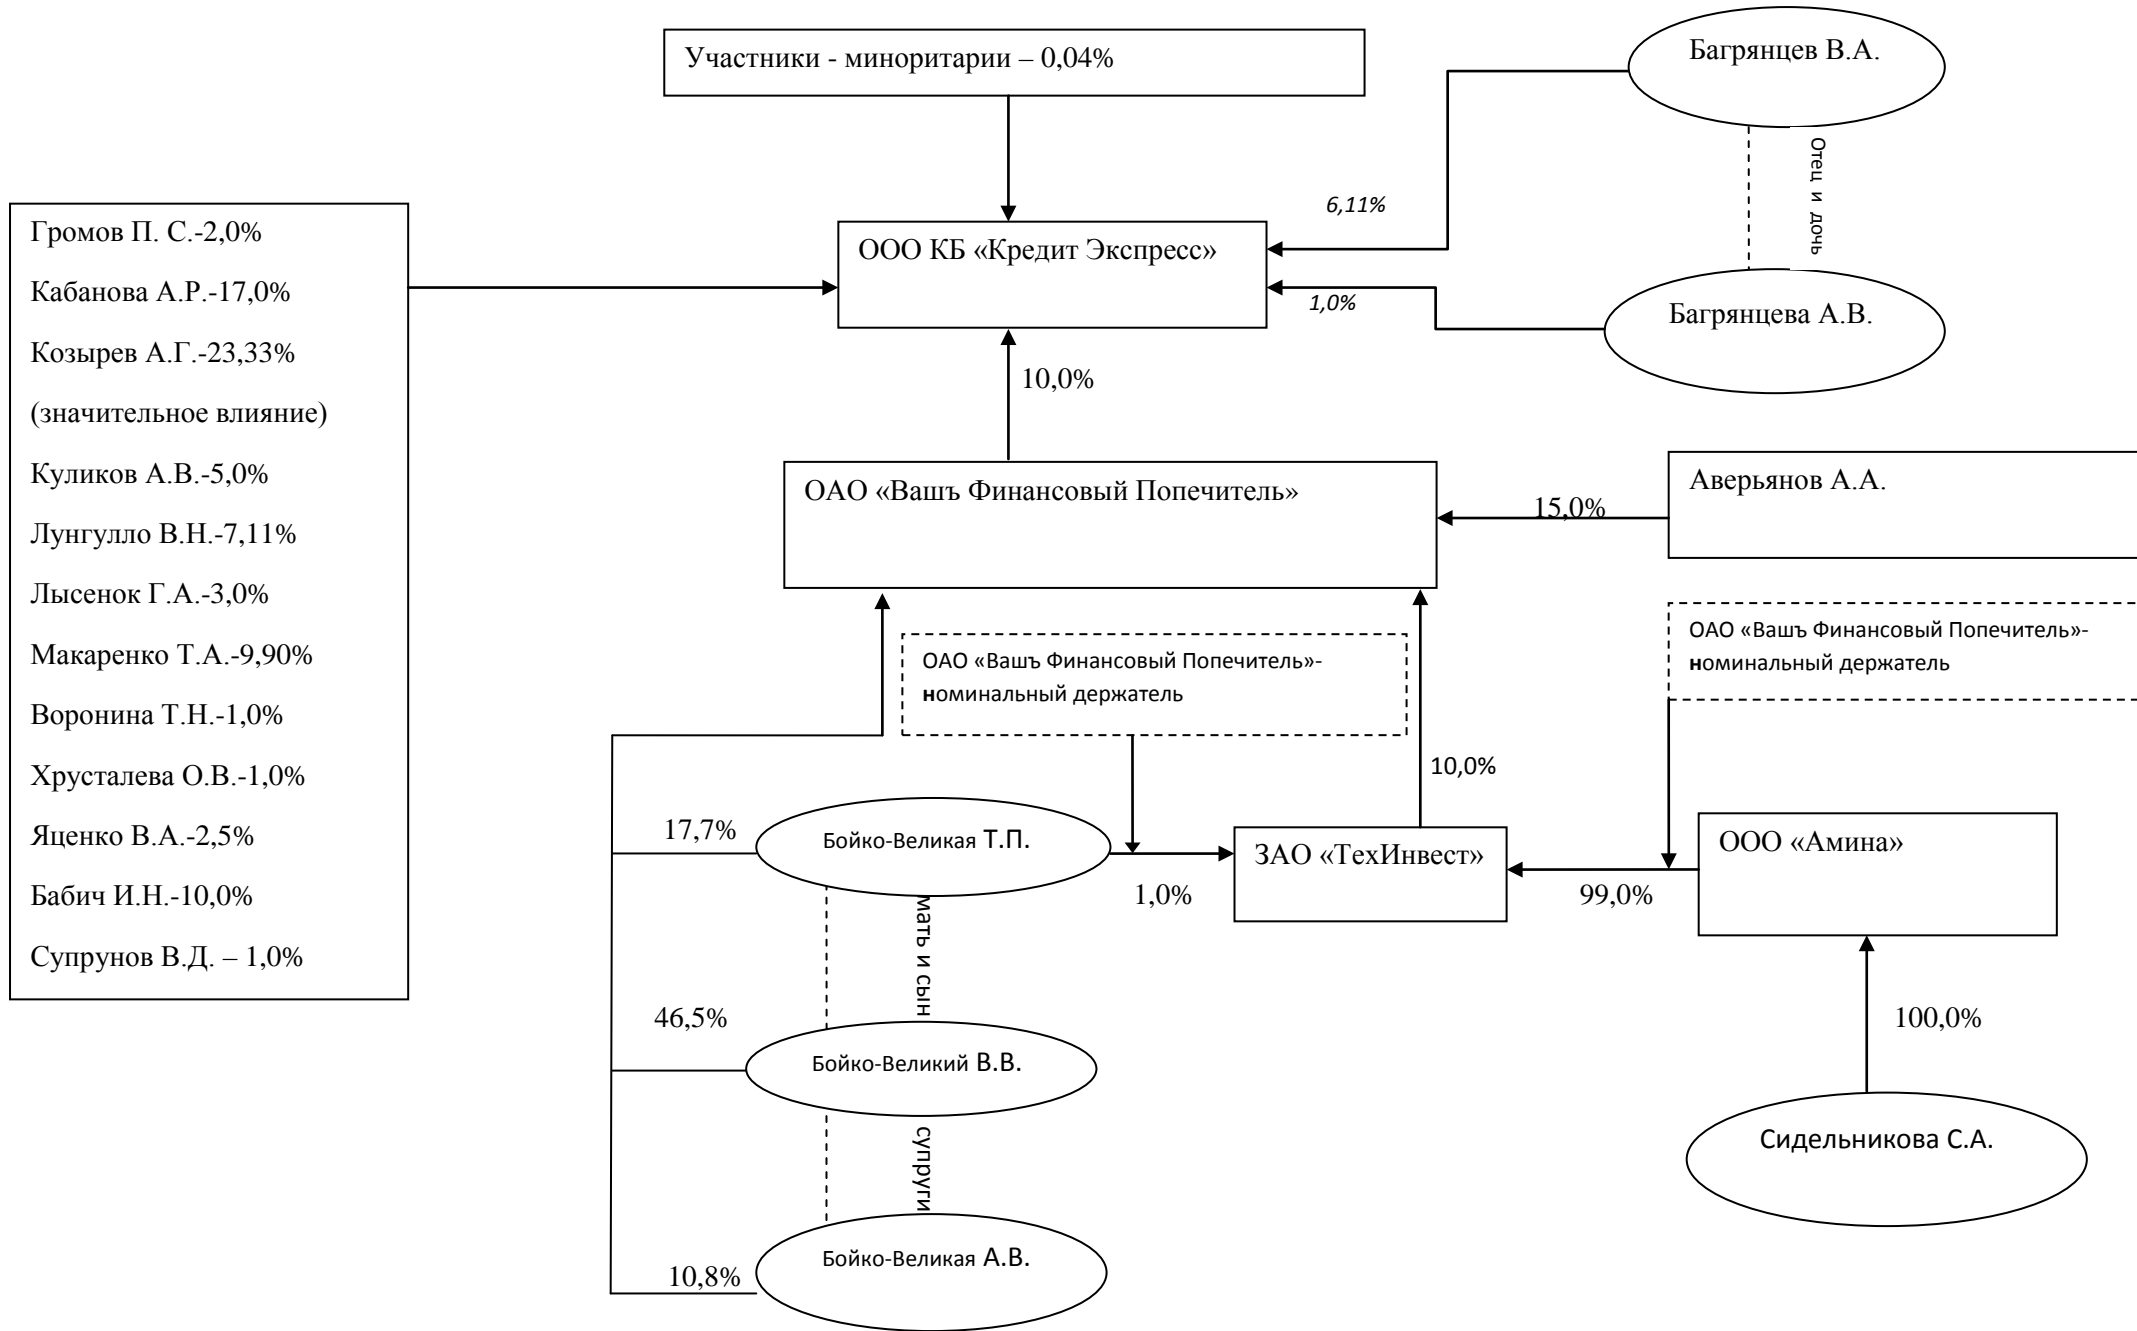 Участники - миноритарии – 0,04%
Багрянцев В.А.
Отец и дочь
6,11%
Громов П. С.-2,0%
Кабанова А.Р.-17,0%
Козырев А.Г.-23,33%
(значительное влияние)
Куликов А.В.-5,0%
Лунгулло В.Н.-7,11%
Лысенок Г.А.-3,0%
Макаренко Т.А.-9,90%
Воронина Т.Н.-1,0%
Хрусталева О.В.-1,0%
Яценко В.А.-2,5%
Бабич И.Н.-10,0%
Супрунов В.Д. – 1,0%
ООО КБ «Кредит Экспресс»
1,0%
Багрянцева А.В.
10,0%
ОАО «Вашъ Финансовый Попечитель»
15,0%
Аверьянов А.А.
ОАО «Вашъ Финансовый Попечитель»-
номинальный держатель
ОАО «Вашъ Финансовый Попечитель»-
номинальный держатель
10,0%
17,7%
Бойко-Великая Т.П.
1,0%
ЗАО «ТехИнвест»
99,0%
ООО «Амина»
мать и сын
46,5%
Бойко-Великий В.В.
100,0%
супруги
Сидельникова С.А.
10,8%
Бойко-Великая А.В.